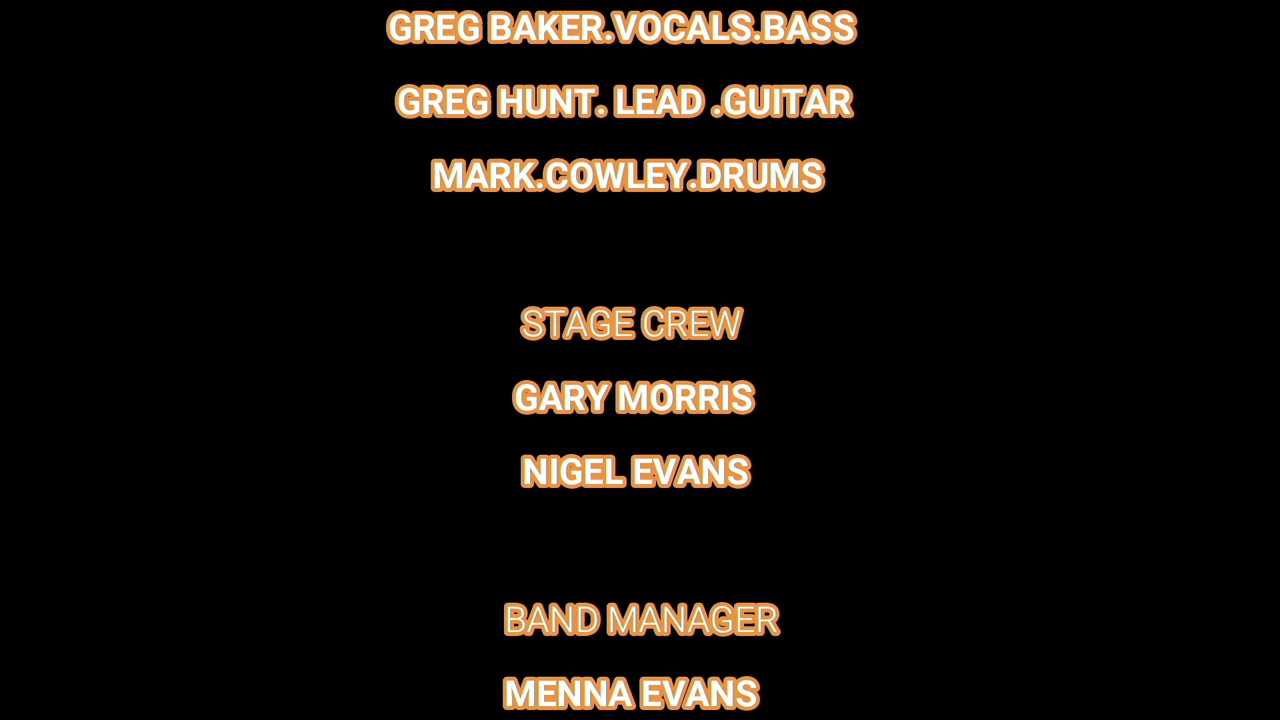 GREG BAKER.VOCALS.BASS
GREG HUNT. LEAD .GUITAR
MARK.COWLEY.DRUMS
STAGE CREW
GARY MORRIS
NIGEL EVANS
BAND MANAGER
MENNA EVANS